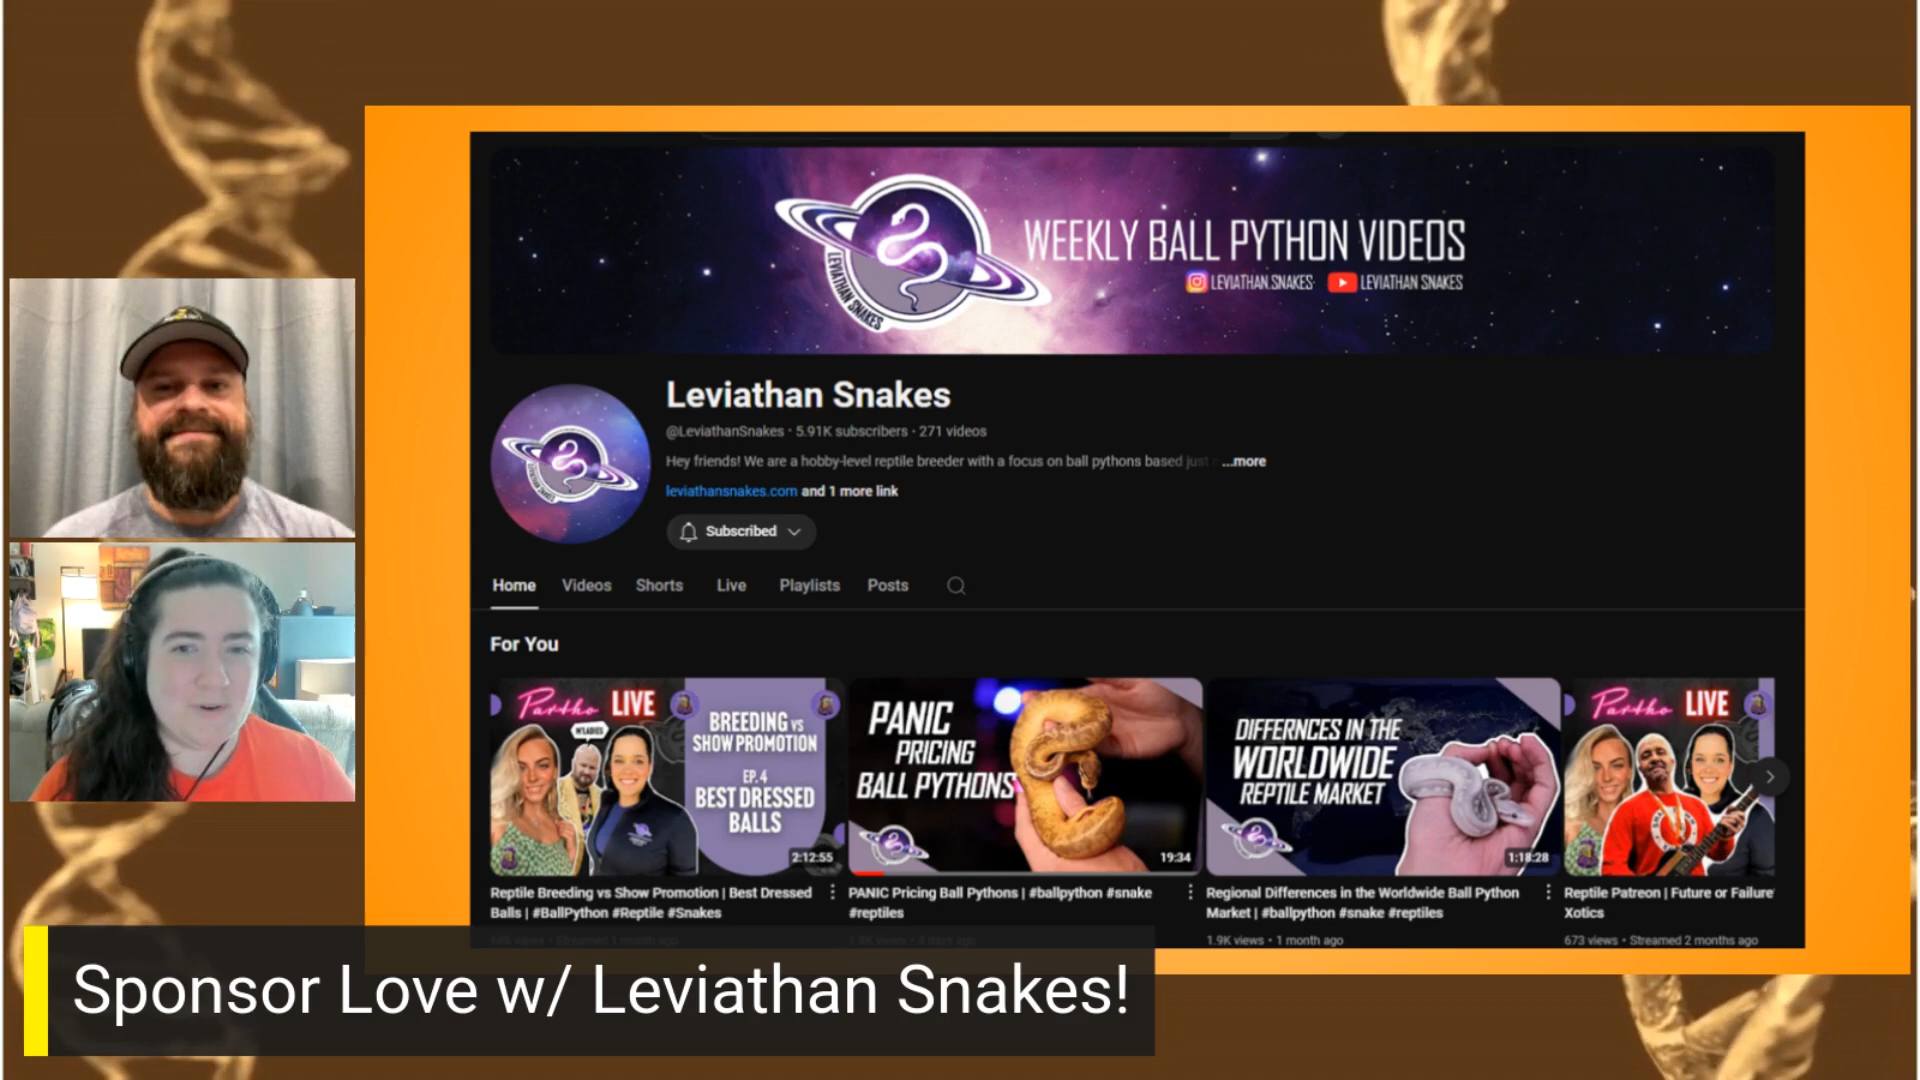 WEEKLY BALL PYTHON VIDEOS
LEVIATHAN.SNAKES
LEVIATHAN SNAKES
LEVIATHAN SNAKES
Leviathan Snakes
@LeviathanSnakes · 5.91K subscribers · 271 videos
Hey friends! We are a hobby-level reptile breeder with a focus on ball pythons based just ...more
leviathansnakes.com and 1 more link
Subscribed
Home Videos Shorts Live Playlists Posts
For You
Partho LIVE
M'LADIES
BREEDING VS
SHOW PROMOTION
EP.4
BEST DRESSED
BALLS
2:12:55
PANIC
PRICING
BALL PYTHONS
19:34
DIFFERNCES IN THE
WORLDWIDE
REPTILE MARKET
1:18:28
Partho LIVE
Reptile Breeding vs Show Promotion | Best Dressed
Balls | #BallPython #Reptile #Snakes
PANIC Pricing Ball Pythons | #ballpython #snake
#reptiles
Regional Differences in the Worldwide Ball Python
Market | #ballpython #snake #reptiles
1.9K views · 1 month ago
Reptile Patreon | Future or Failure
Xotics
673 views · Streamed 2 months ago
Sponsor Love w/ Leviathan Snakes!